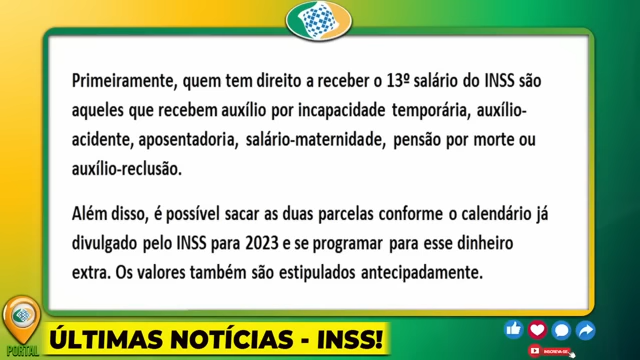 Primeiramente, quem tem direito a receber o 13º salário do INSS são
aqueles que recebem auxílio por incapacidade temporária, auxílio-
acidente, aposentadoria, salário-maternidade, pensão por morte ou
auxílio-reclusão.
Além disso, é possível sacar as duas parcelas conforme o calendário já
divulgado pelo INSS para 2023 e se programar para esse dinheiro
extra. Os valores também são estipulados antecipadamente.
PORTAL
ÚLTIMAS NOTÍCIAS - INSS!
INSCREVA-SE